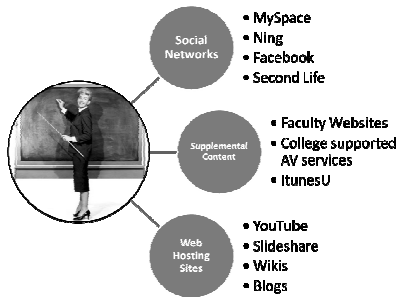 Social
Networks
• MySpace
• Ning
• Facebook
• Second Life
Supplemental
Content
• Faculty Websites
• College supported
AV services
• ItunesU
Web
Hosting
Sites
• YouTube
• Slideshare
• Wikis
• Blogs